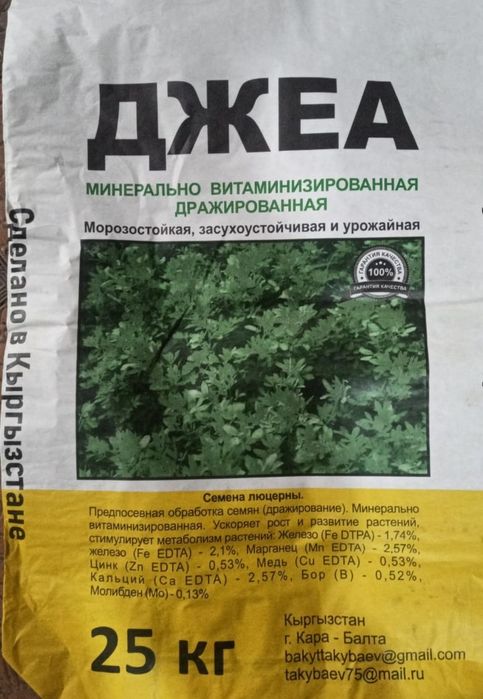 ДЖЕА
МИНЕРАЛЬНО ВИТАМИНИЗИРОВАННАЯ
ДРАЖИРОВАННАЯ
Морозостойкая, засухоустойчивая и урожайная
ГАРАНТИЯ КАЧЕСТВА
100%
ГАРАНТИЯ КАЧЕСТВА
Сделано в Кыргызстане
Семена люцерны.
Предпосевная обработка семян (дражирование). Минерально
витаминизированная. Ускоряет рост и развитие растений,
стимулирует метаболизм растений: Железо (Fe DTPA) - 1,74%,
железо (Fe EDTA) - 2,1%, Марганец (Mn EDTA) - 2,57%,
Цинк (Zn EDTA) - 0,53%, Медь (Cu EDTA) - 0,53%,
Кальций (Ca EDTA) - 2,57%, Бор (B) - 0,52%,
Молибден (Mo) - 0,13%
25 кг
Кыргызстан
г. Кара - Балта
bakyttakybaev@gmail.com
takybaev75@mail.ru